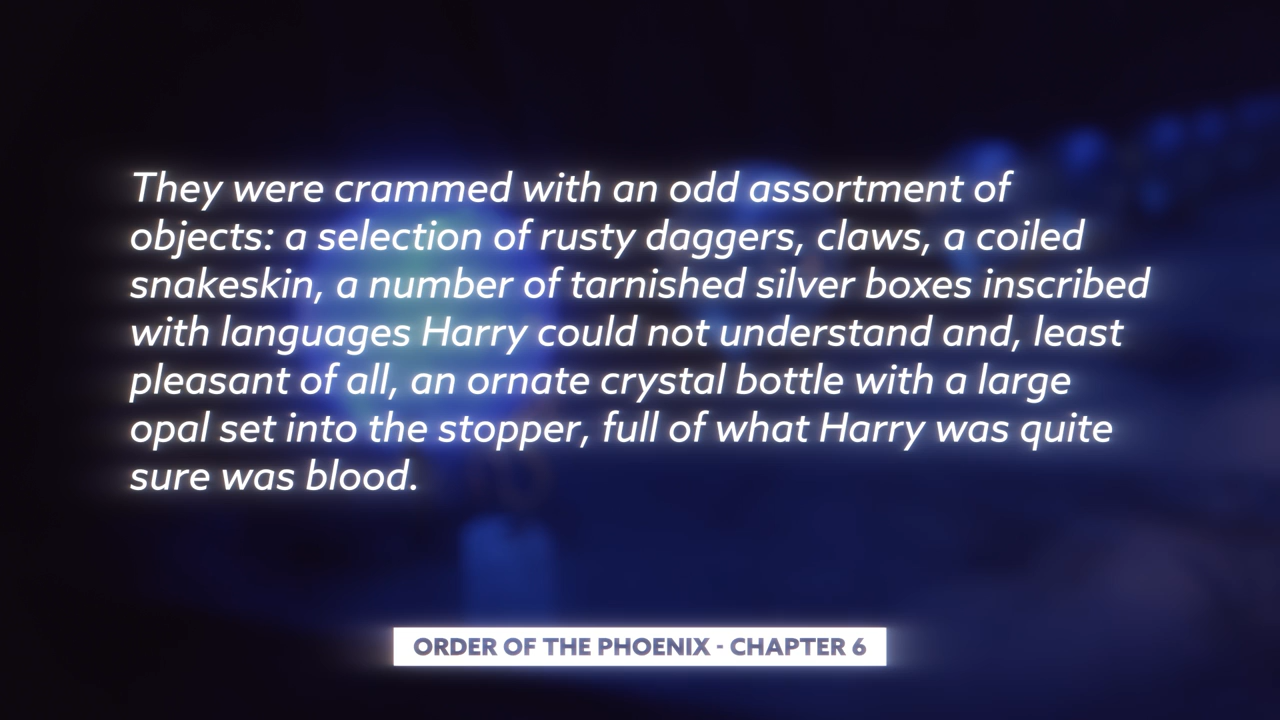 They were crammed with an odd assortment of
objects: a selection of rusty daggers, claws, a coiled
snakeskin, a number of tarnished silver boxes inscribed
with languages Harry could not understand and, least
pleasant of all, an ornate crystal bottle with a large
opal set into the stopper, full of what Harry was quite
sure was blood.
ORDER OF THE PHOENIX - CHAPTER 6